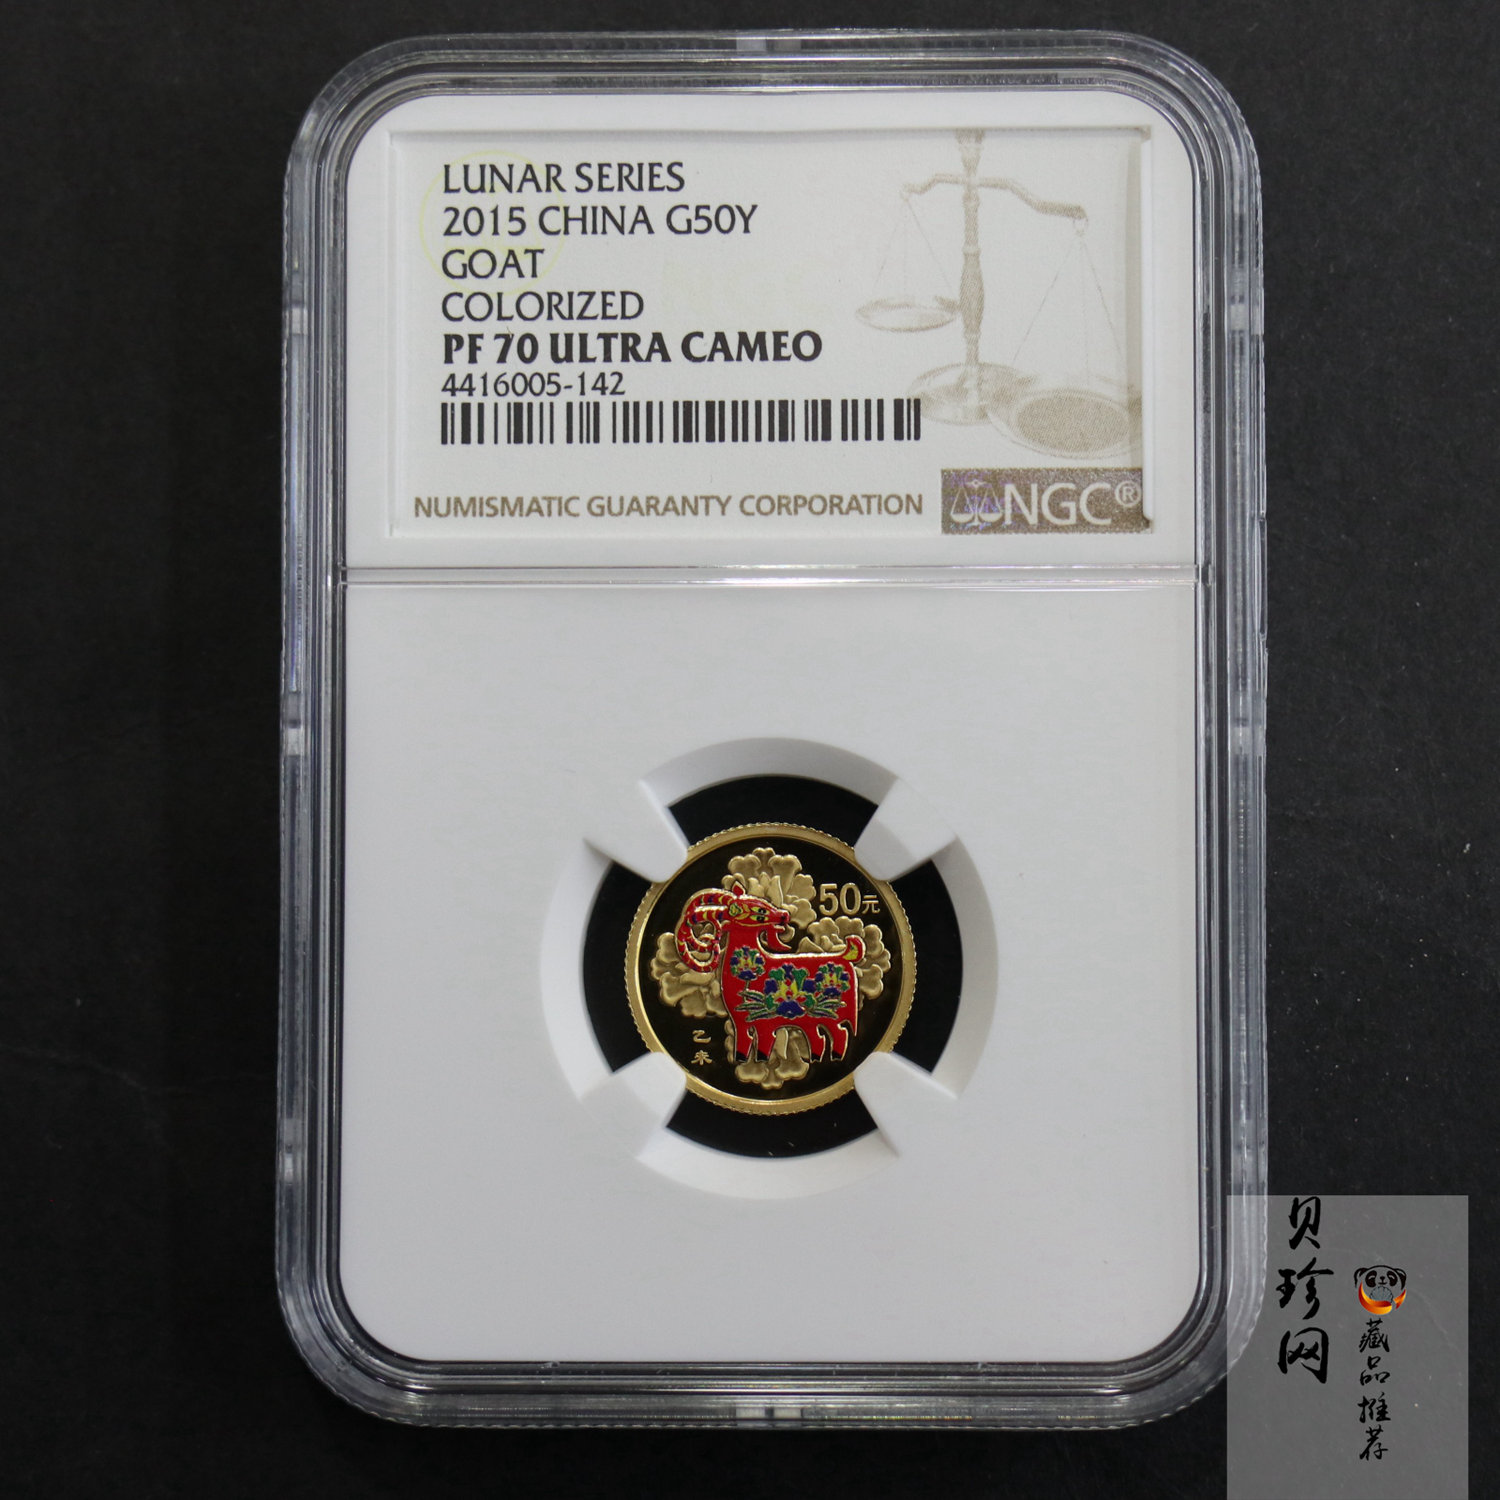 LUNAR SERIES
2015 CHINA G50Y
GOAT
COLORIZED
PF 70 ULTRA CAMEO
4416005-142
NUMISMATIC GUARANTY CORPORATION
NGC®
50元
乙未
贝珍网
藏品推荐